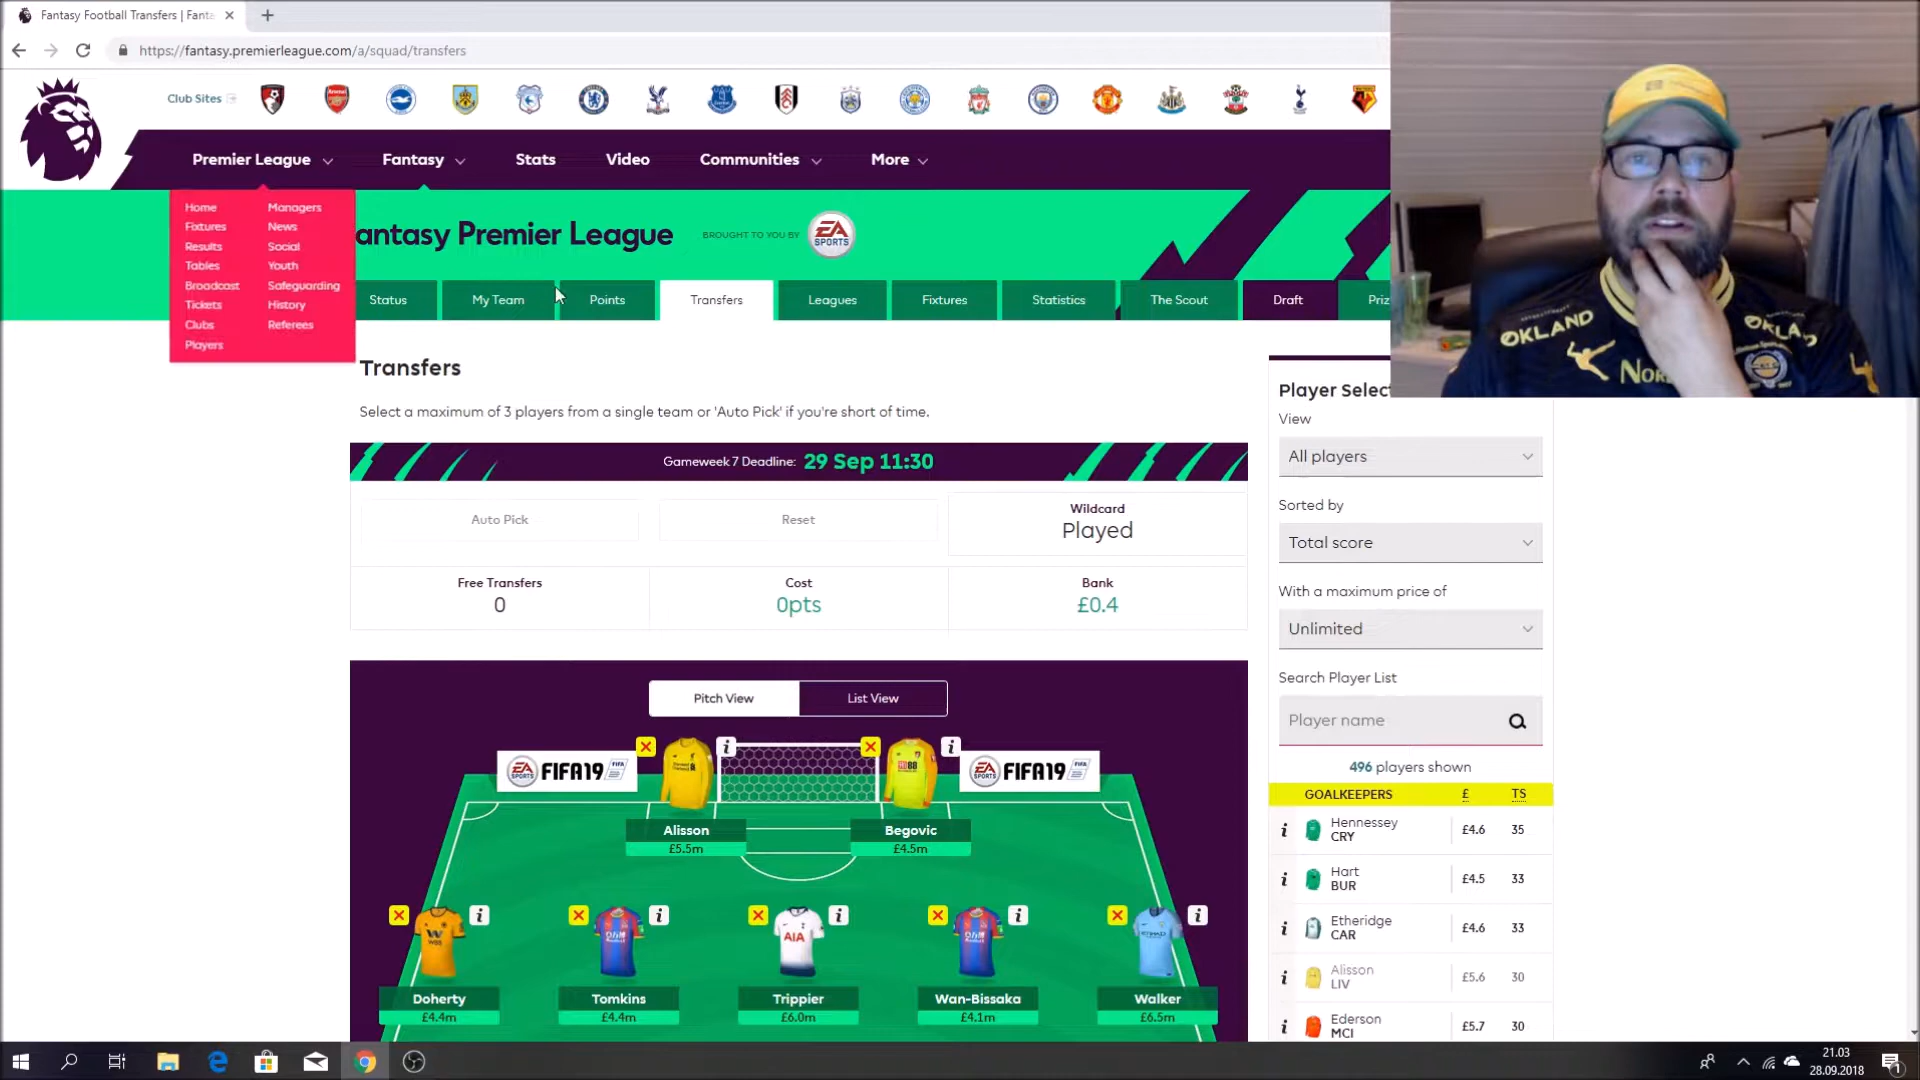 Fantasy Football Transfers | Fanta
https://fantasy.premierleague.com/a/squad/transfers
Club Sites
Premier League
Fantasy
Stats
Video
Communities
More
Home
Managers
Fixtures
News
Results
Social
Tables
Youth
Broadcast
Safeguarding
Tickets
History
Clubs
Referees
Players
antasy Premier League
BROUGHT TO YOU BY
EA SPORTS
Status
My Team
Points
Transfers
Leagues
Fixtures
Statistics
The Scout
Draft
Priz
Transfers
Select a maximum of 3 players from a single team or 'Auto Pick' if you're short of time.
Gameweek 7 Deadline: 29 Sep 11:30
Auto Pick
Reset
Wildcard
Played
Free Transfers
0
Cost
0pts
Bank
£0.4
Pitch View
List View
EA SPORTS FIFA19
EA SPORTS FIFA19
Alisson
£5.5m
Begovic
£4.5m
AIA
Doherty
£4.4m
Tomkins
£4.4m
Trippier
£6.0m
Wan-Bissaka
£4.1m
Walker
£6.5m
Player Select
View
All players
Sorted by
Total score
With a maximum price of
Unlimited
Search Player List
Player name
496 players shown
GOALKEEPERS £ TS
Hennessey
CRY
£4.6 35
Hart
BUR
£4.5 33
Etheridge
CAR
£4.6 33
Alisson
LIV
£5.6 30
Ederson
MCI
£5.7 30
OKLAND
OKLAND
21.03
28.09.2018